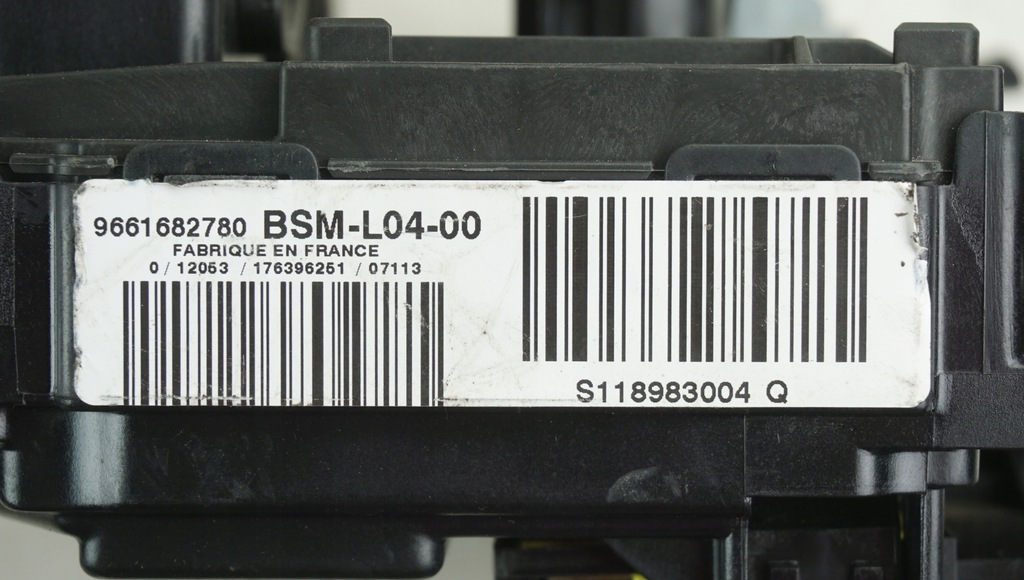 9661682780 BSM-L04-00
FABRIQUE EN FRANCE
0 / 12053 / 176396251 / 07113
S118983004 Q